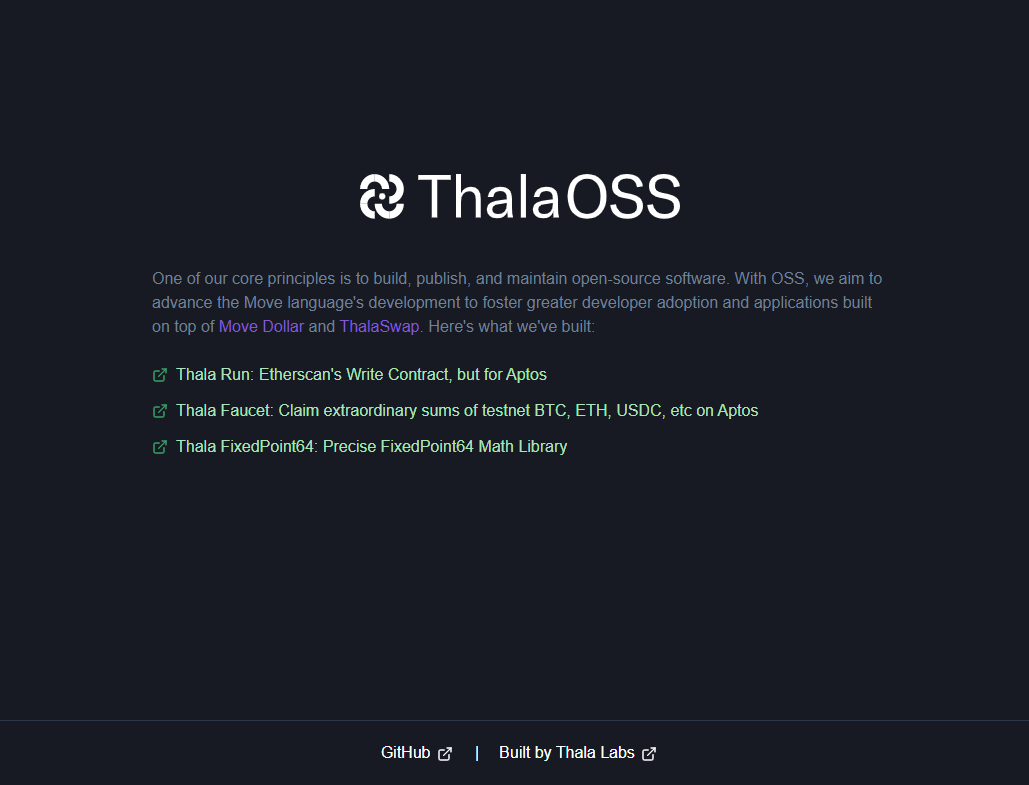 ThalaOSS
One of our core principles is to build, publish, and maintain open-source software. With OSS, we aim to
advance the Move language's development to foster greater developer adoption and applications built
on top of Move Dollar and ThalaSwap. Here's what we've built:
Thala Run: Etherscan's Write Contract, but for Aptos
Thala Faucet: Claim extraordinary sums of testnet BTC, ETH, USDC, etc on Aptos
Thala FixedPoint64: Precise FixedPoint64 Math Library
GitHub | Built by Thala Labs